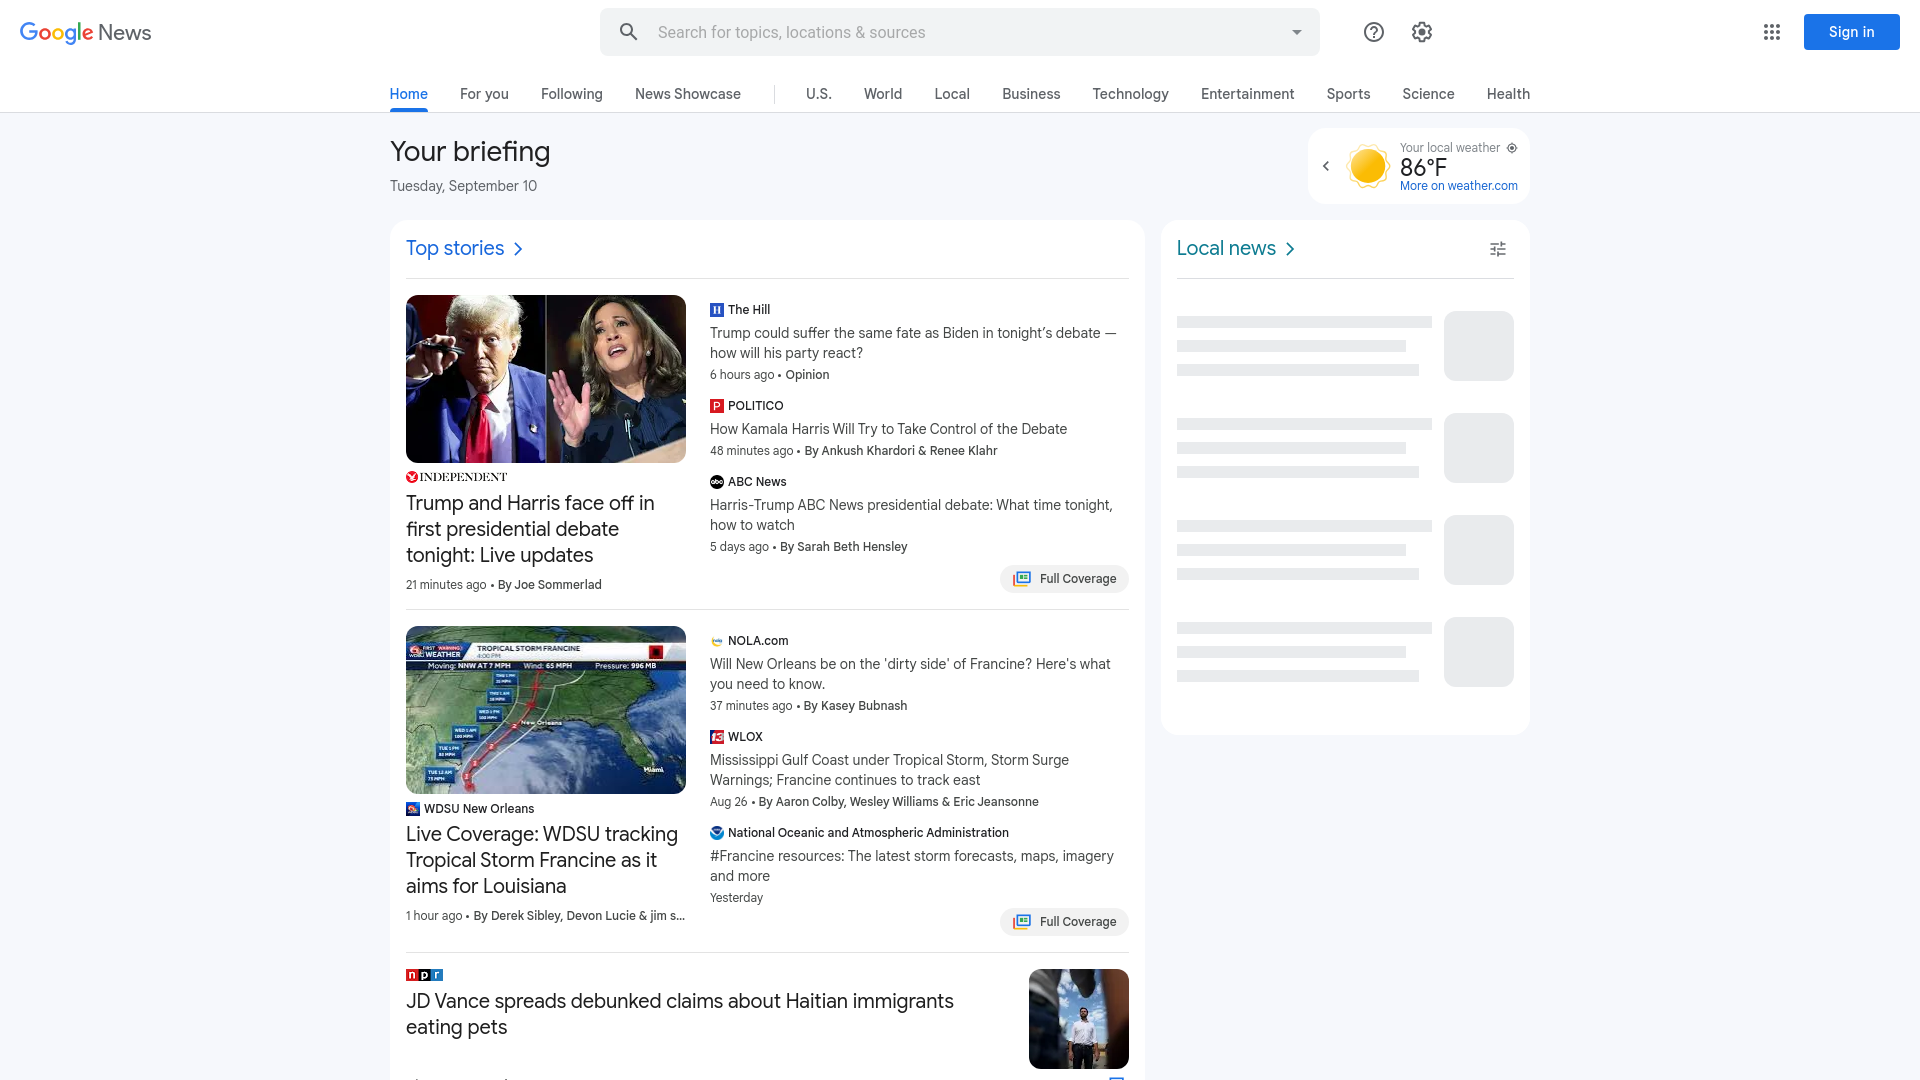 Google News
Search for topics, locations & sources
Sign in
Home
For you
Following
News Showcase
U.S.
World
Local
Business
Technology
Entertainment
Sports
Science
Health
Your briefing
Tuesday, September 10
Your local weather
86°F
More on weather.com
Top stories
INDEPENDENT
Trump and Harris face off in
first presidential debate
tonight: Live updates
21 minutes ago • By Joe Sommerlad
The Hill
Trump could suffer the same fate as Biden in tonight’s debate —
how will his party react?
6 hours ago • Opinion
POLITICO
How Kamala Harris Will Try to Take Control of the Debate
48 minutes ago • By Ankush Khardori & Renee Klahr
abc ABC News
Harris-Trump ABC News presidential debate: What time tonight,
how to watch
5 days ago • By Sarah Beth Hensley
Full Coverage
FIRST WARNING
WEATHER
TROPICAL STORM FRANCINE
4:00 PM
Moving: NNW AT 7 MPH Wind: 65 MPH Pressure: 996 MB
New Orleans
Miami
WDSU New Orleans
Live Coverage: WDSU tracking
Tropical Storm Francine as it
aims for Louisiana
1 hour ago • By Derek Sibley, Devon Lucie & jim s...
NOLA.com
Will New Orleans be on the 'dirty side' of Francine? Here's what
you need to know.
37 minutes ago • By Kasey Bubnash
13 WLOX
Mississippi Gulf Coast under Tropical Storm, Storm Surge
Warnings; Francine continues to track east
Aug 26 • By Aaron Colby, Wesley Williams & Eric Jeansonne
National Oceanic and Atmospheric Administration
#Francine resources: The latest storm forecasts, maps, imagery
and more
Yesterday
Full Coverage
npr
JD Vance spreads debunked claims about Haitian immigrants
eating pets
Local news